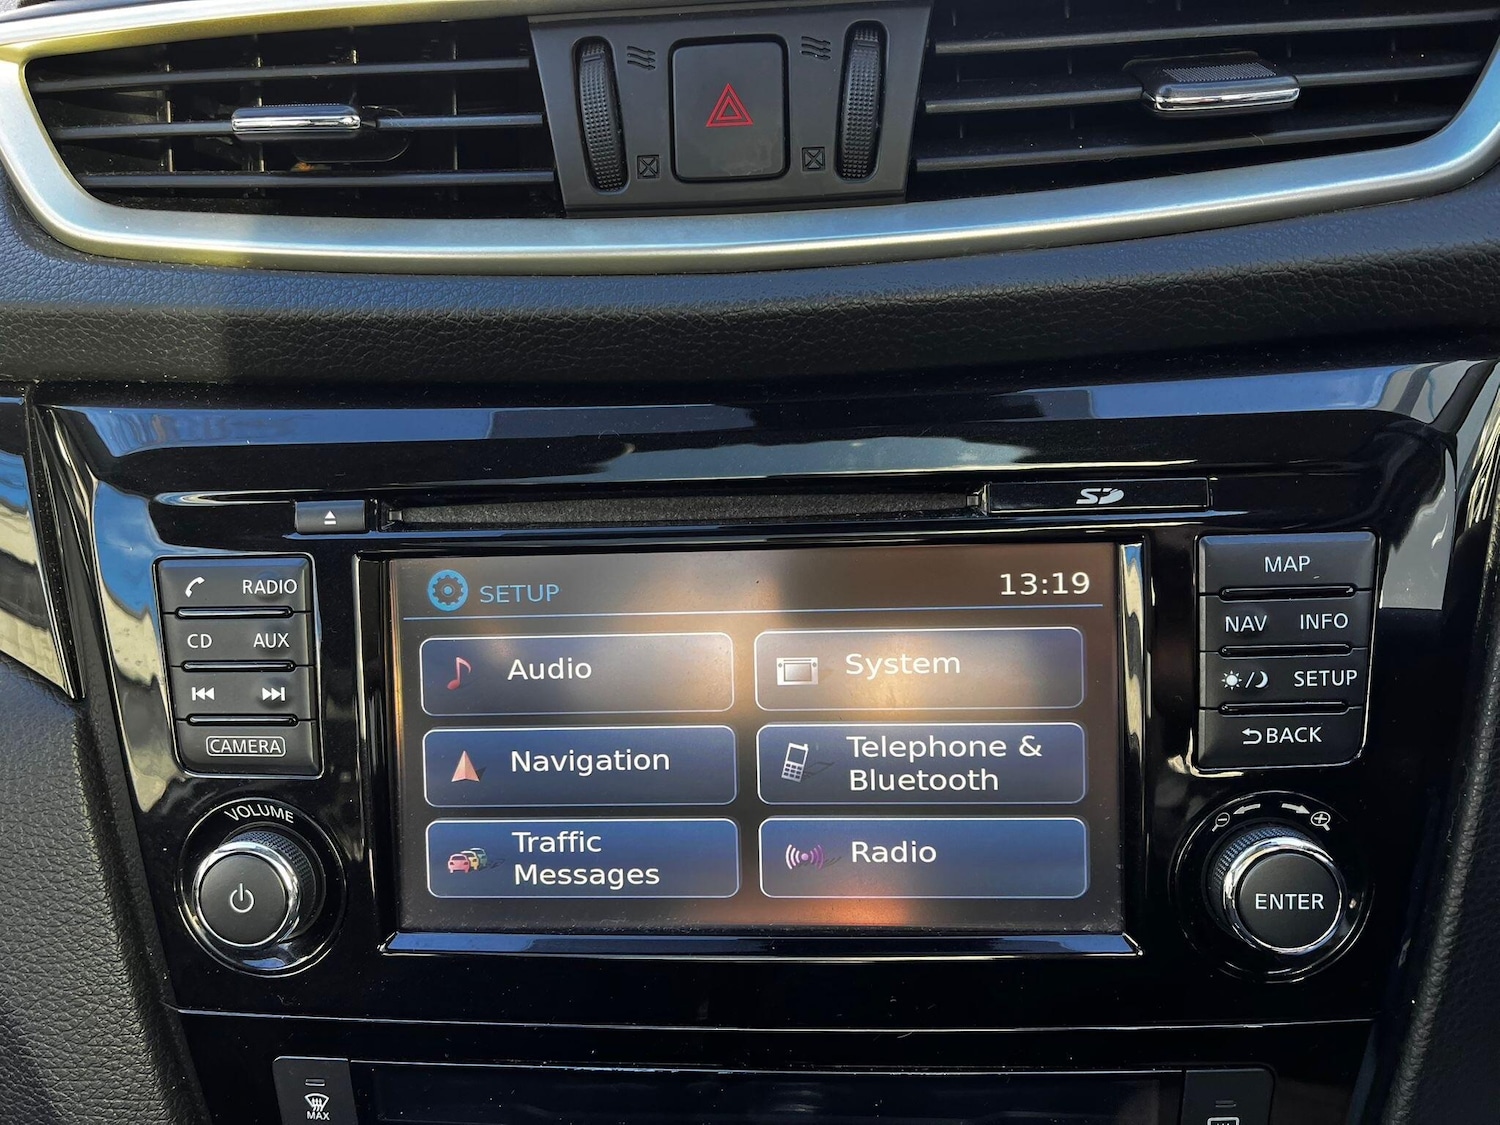 SD
RADIO
CD AUX
CAMERA
VOLUME
SETUP 13:19
Audio
System
Navigation
Telephone &
Bluetooth
Traffic
Messages
Radio
MAP
NAV INFO
SETUP
BACK
ENTER
MAX